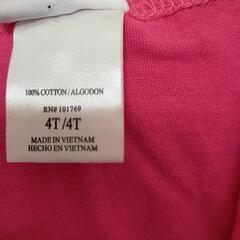 100% COTTON/ALGODON
RN# 101769
4T/4T
MADE IN VIETNAM
HECHO EN VIETNAM